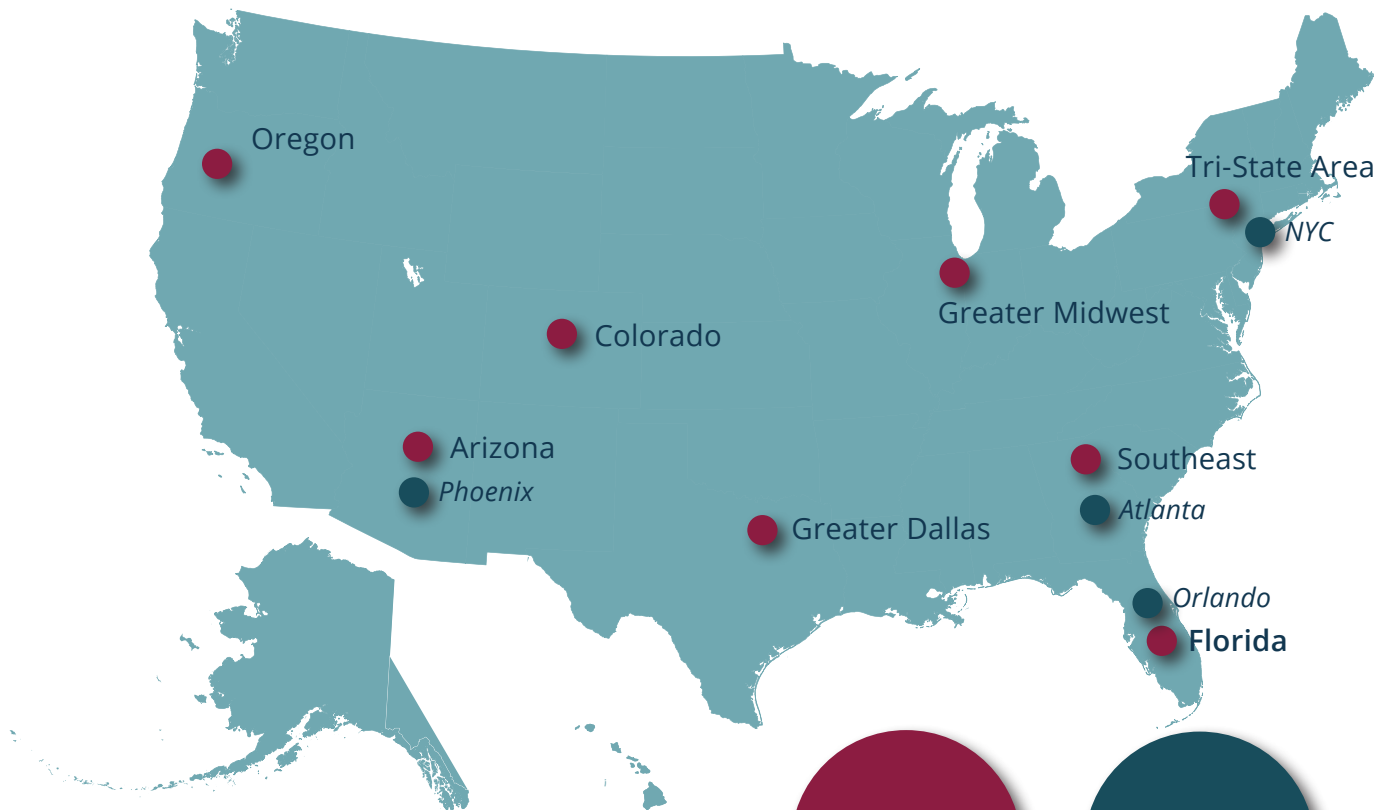 Oregon
Tri-State Area
NYC
Greater Midwest
Colorado
Arizona
Phoenix
Southeast
Atlanta
Greater Dallas
Orlando
Florida